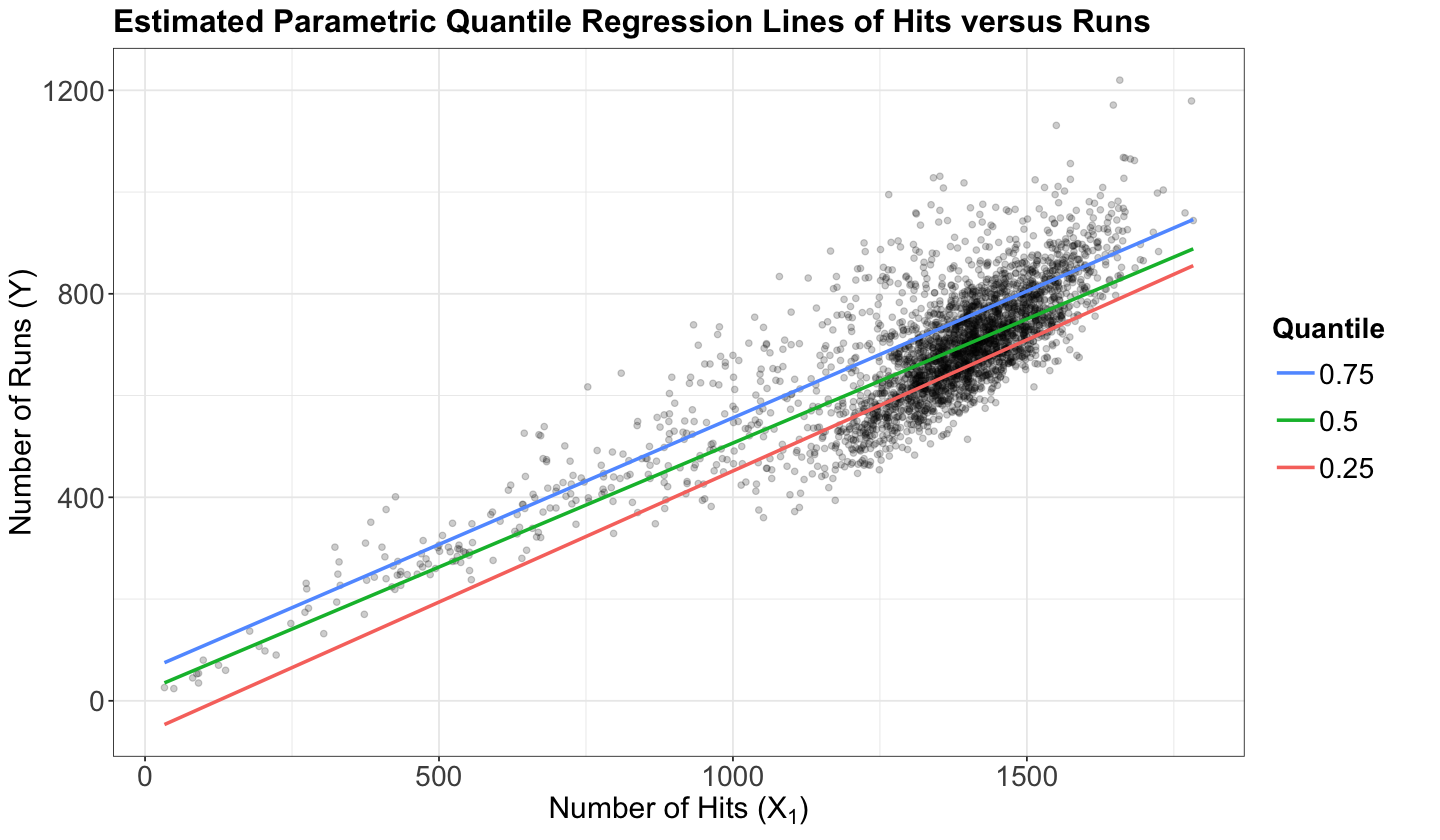 Estimated Parametric Quantile Regression Lines of Hits versus Runs
Number of Runs (Y)
1200
800
400
0
0 500 1000 1500
Number of Hits (X₁)
Quantile
0.75
0.5
0.25